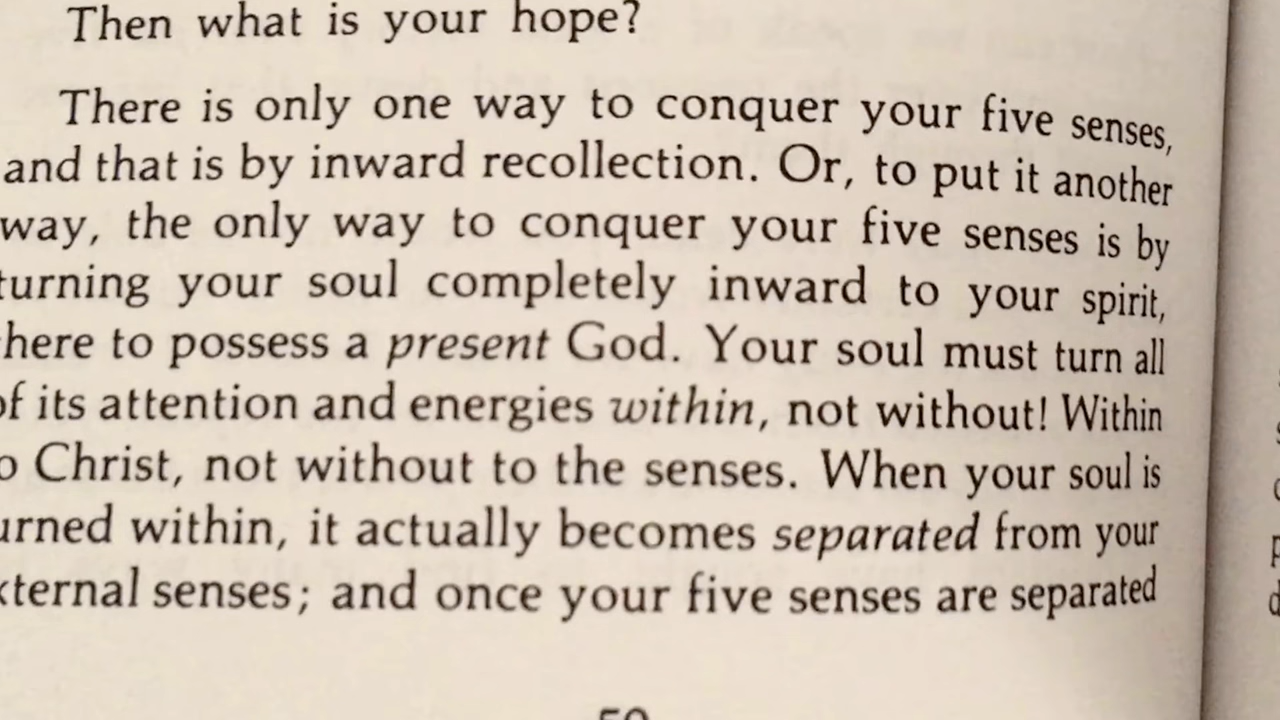 Then what is your hope?
There is only one way to conquer your five senses,
and that is by inward recollection. Or, to put it another
way, the only way to conquer your five senses is by
turning your soul completely inward to your spirit,
here to possess a present God. Your soul must turn all
of its attention and energies within, not without! Within
o Christ, not without to the senses. When your soul is
urned within, it actually becomes separated from your
xternal senses; and once your five senses are separated